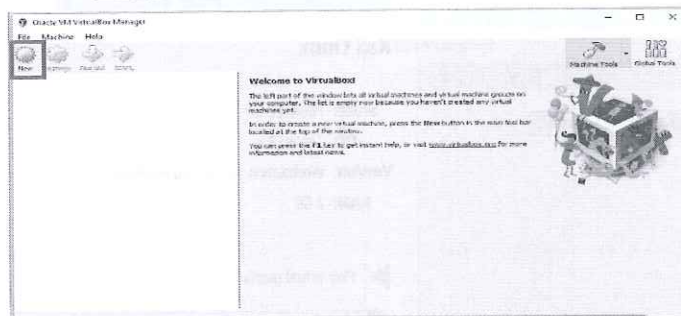 Oracle VM VirtualBox Manager
File Machine Help
New Settings Discard Start
Machine Tools Global Tools
Welcome to VirtualBox!
The left part of the window lists all virtual machines and virtual machine groups on
your computer. The list is empty now because you haven't created any virtual
machines yet.
In order to create a new virtual machine, press the New button in the main tool bar
located at the top of the window.
You can press the F1 key to get instant help, or visit www.virtualbox.org for more
information and latest news.